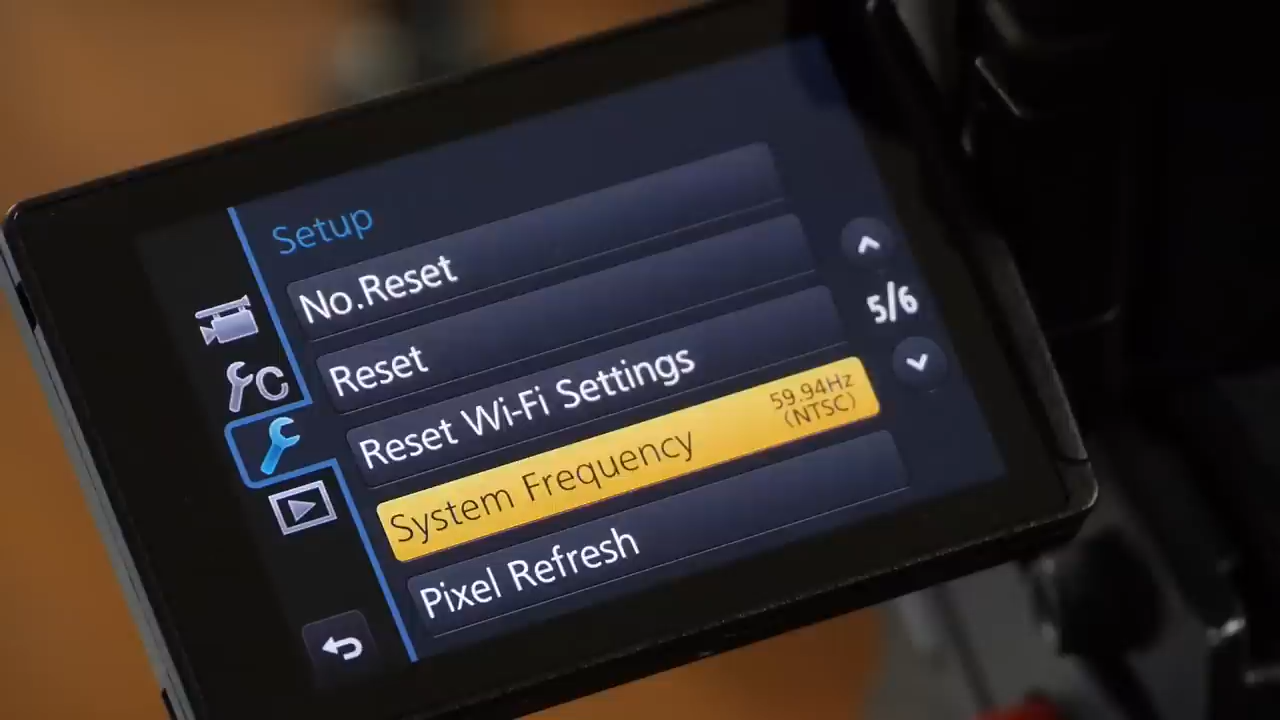 Setup
No.Reset
Reset
5/6
Reset Wi-Fi Settings
System Frequency
59.94Hz
(NTSC)
Pixel Refresh
C